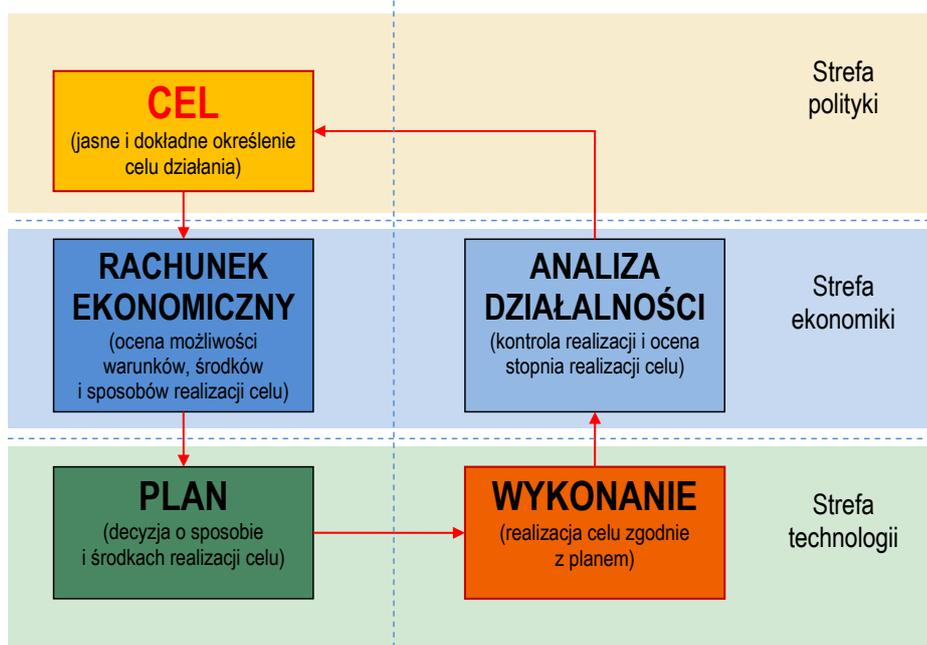 CEL
(jasne i dokładne określenie
celu działania)
Strefa
polityki
RACHUNEK
EKONOMICZNY
(ocena możliwości
warunków, środków
i sposobów realizacji celu)
ANALIZA
DZIAŁALNOŚCI
(kontrola realizacji i ocena
stopnia realizacji celu)
Strefa
ekonomiki
PLAN
(decyzja o sposobie
i środkach realizacji celu)
WYKONANIE
(realizacja celu zgodnie
z planem)
Strefa
technologii